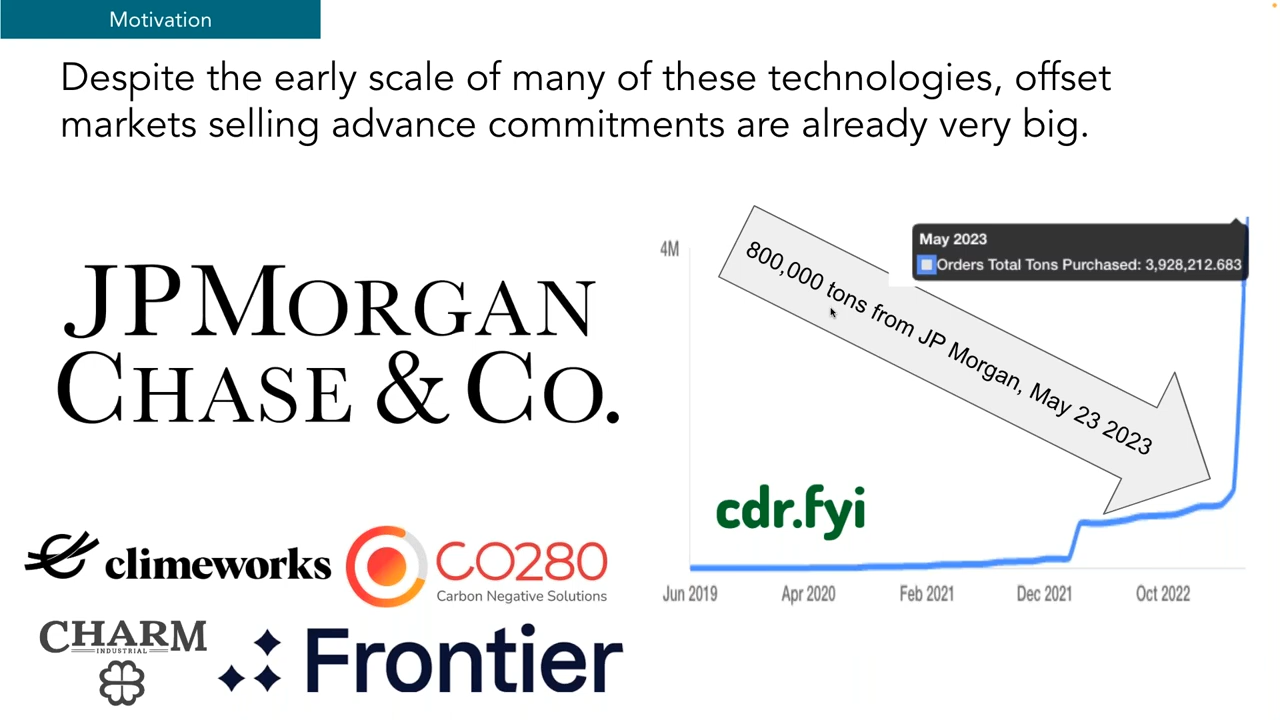 Motivation
Despite the early scale of many of these technologies, offset
markets selling advance commitments are already very big.
JPMORGAN
CHASE & CO.
climeworks
CO280
Carbon Negative Solutions
CHARM
INDUSTRIAL
Frontier
4M
800,000 tons from JP Morgan, May 23 2023
May 2023
Orders Total Tons Purchased: 3,928,212.683
cdr.fyi
Jun 2019
Apr 2020
Feb 2021
Dec 2021
Oct 2022